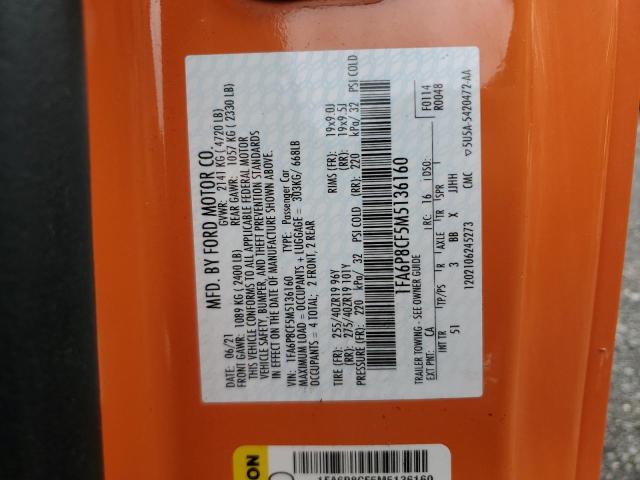 MFD. BY FORD MOTOR CO.
DATE: 06/21 GVWR: 2141 KG ( 4720 LB)
FRONT GAWR: 1089 KG ( 2400 LB) REAR GAWR: 1057 KG ( 2330 LB)
THIS VEHICLE CONFORMS TO ALL APPLICABLE FEDERAL MOTOR
VEHICLE SAFETY, BUMPER, AND THEFT PREVENTION STANDARDS
IN EFFECT ON THE DATE OF MANUFACTURE SHOWN ABOVE.
VIN: 1FA6P8CF5M5136160 TYPE: Passenger Car
MAXIMUM LOAD = OCCUPANTS + LUGGAGE = 303KG/ 668LB
OCCUPANTS = 4 TOTAL; 2 FRONT, 2 REAR
TIRE (FR): 255/40ZR19 96Y RIMS (FR): 19x9.0J
(RR): 275/40ZR19 101Y (RR): 19x9.5J
PRESSURE (FR): 220 kPa/ 32 PSI COLD (RR): 220 kPa/ 32 PSI COLD
1FA6P8CF5M5136160
TRAILER TOWING - SEE OWNER GUIDE
F0114
R0048
EXT PNT: CA RC: 16 DSO:
INT TR TP/PS R AXLE TR SPR
51 3 BB X JJHH
1202106245273 CMC 5U5A-5420472-AA
ON
1FA6P8CF5M5136160